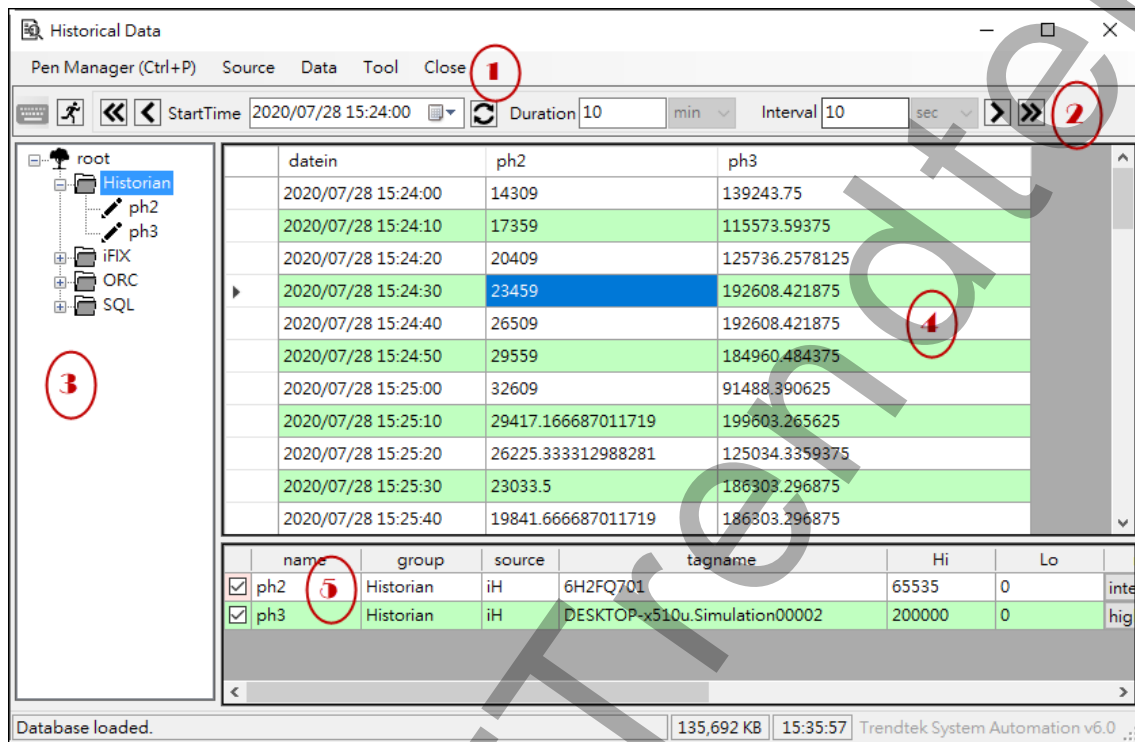 Historical Data
Pen Manager (Ctrl+P) Source Data Tool Close 1
StartTime 2020/07/28 15:24:00 Duration 10 min Interval 10 sec 2
root
Historian
ph2
ph3
iFIX
ORC
SQL
3
datein ph2 ph3
2020/07/28 15:24:00 14309 139243.75
2020/07/28 15:24:10 17359 115573.59375
2020/07/28 15:24:20 20409 125736.2578125
2020/07/28 15:24:30 23459 192608.421875
2020/07/28 15:24:40 26509 192608.421875
4
2020/07/28 15:24:50 29559 184960.484375
2020/07/28 15:25:00 32609 91488.390625
2020/07/28 15:25:10 29417.166687011719 199603.265625
2020/07/28 15:25:20 26225.333312988281 125034.3359375
2020/07/28 15:25:30 23033.5 186303.296875
2020/07/28 15:25:40 19841.666687011719 186303.296875
name group source tagname Hi Lo
ph2 Historian iH 6H2FQ701 65535 0 inte
5
ph3 Historian iH DESKTOP-x510u.Simulation00002 200000 0 hig
Database loaded. 135,692 KB 15:35:57 Trendtek System Automation v6.0
Trendte